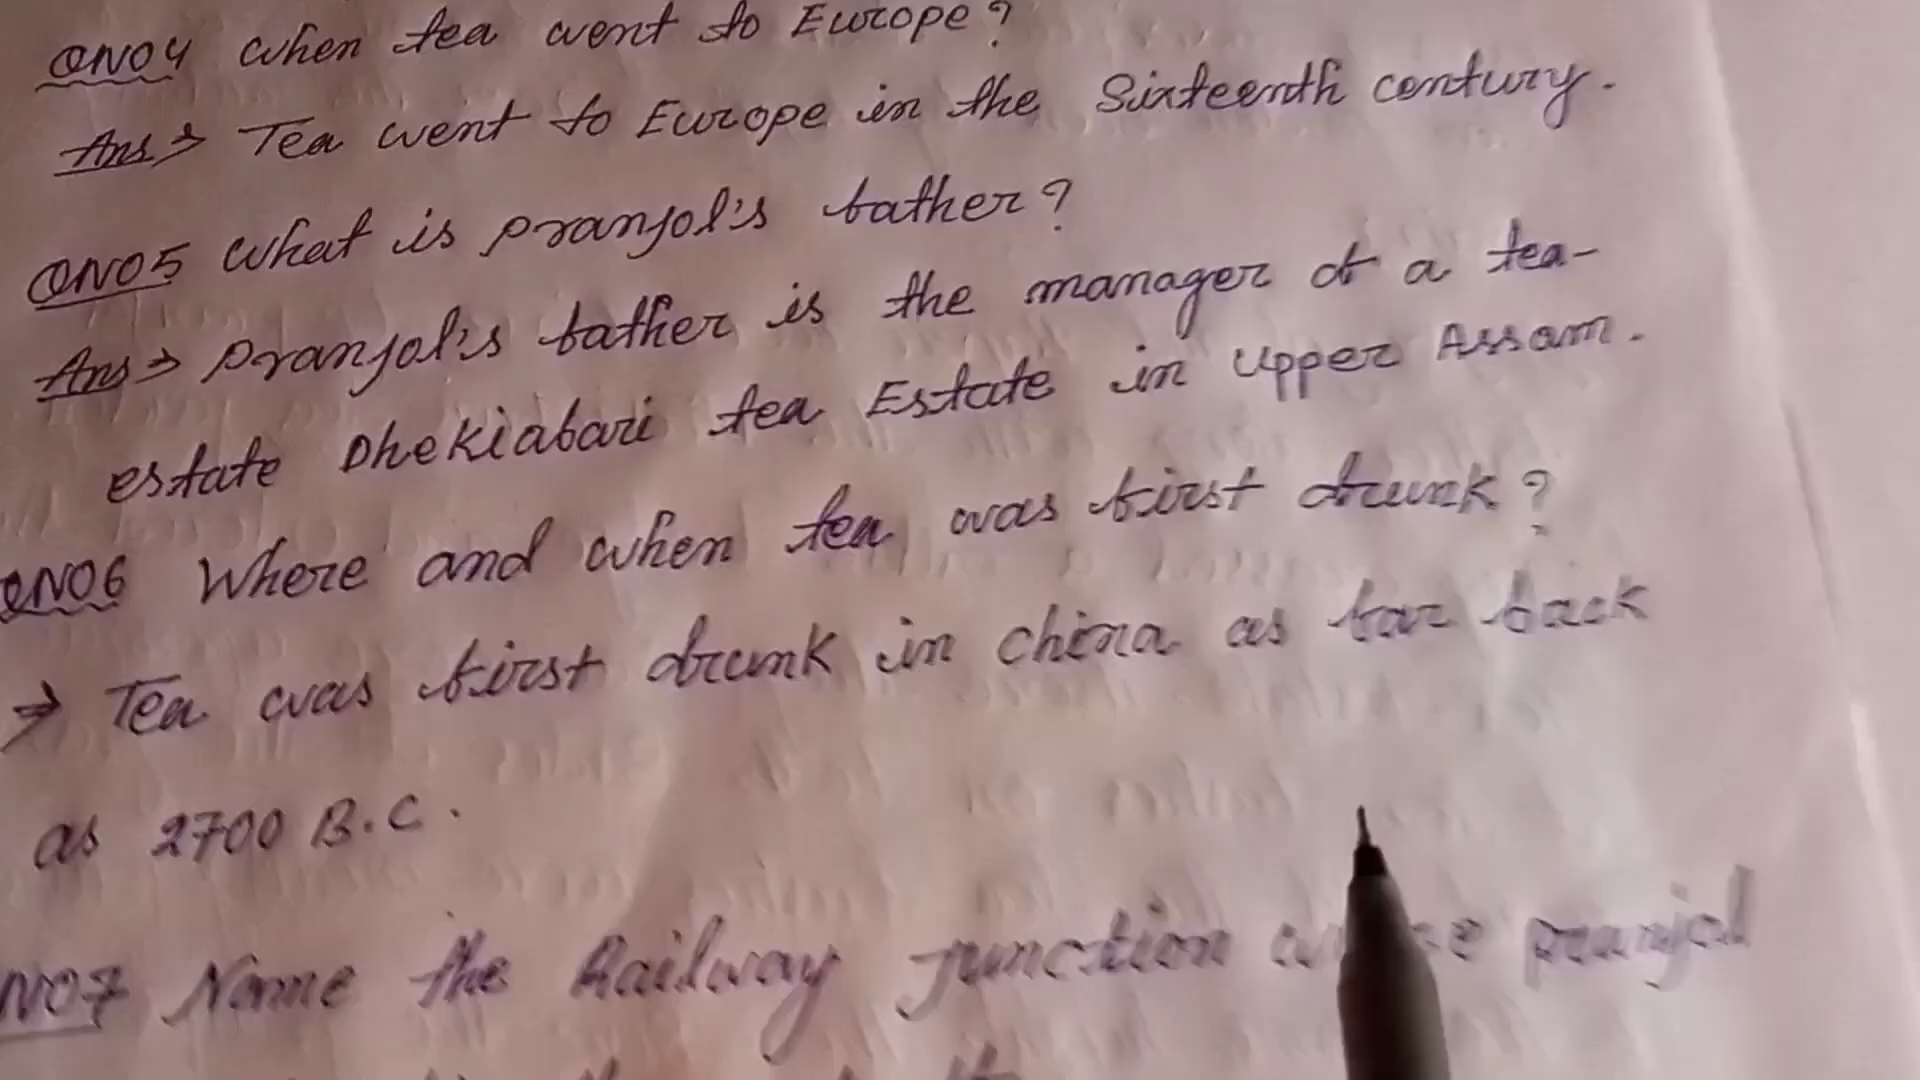 QNO4 When tea went to Europe?
Ans → Tea went to Europe in the Sixteenth century.
QNO5 What is pranjol's father?
Ans → pranjol's father is the manager of a tea-
estate Dhekiabari tea Estate in upper Assam.
QNO6 Where and when tea was first drunk?
→ Tea was first drunk in china as far back
as 2700 B.C.
NO7 Name the Railway junction pranjol